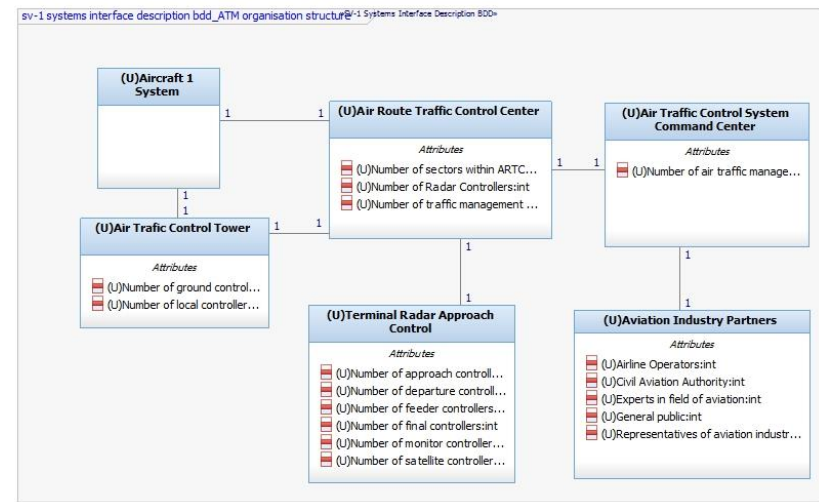 sv-1 systems interface description bdd_ATM organisation structure
«SV-1 Systems Interface Description BDD»
(U)Aircraft 1
System
1
1
(U)Air Route Traffic Control Center
Attributes
(U)Number of sectors within ARTC...
(U)Number of Radar Controllers:int
(U)Number of traffic management ...
1
1
(U)Air Traffic Control System
Command Center
Attributes
(U)Number of air traffic manage...
1
1
(U)Air Trafic Control Tower
Attributes
(U)Number of ground control...
(U)Number of local controller...
1
1
1
1
(U)Terminal Radar Approach
Control
Attributes
(U)Number of approach controll...
(U)Number of departure controll...
(U)Number of feeder controllers...
(U)Number of final controllers:int
(U)Number of monitor controller...
(U)Number of satellite controller...
1
1
(U)Aviation Industry Partners
Attributes
(U)Airline Operators:int
(U)Civil Aviation Authority:int
(U)Experts in field of aviation:int
(U)General public:int
(U)Representatives of aviation industr...